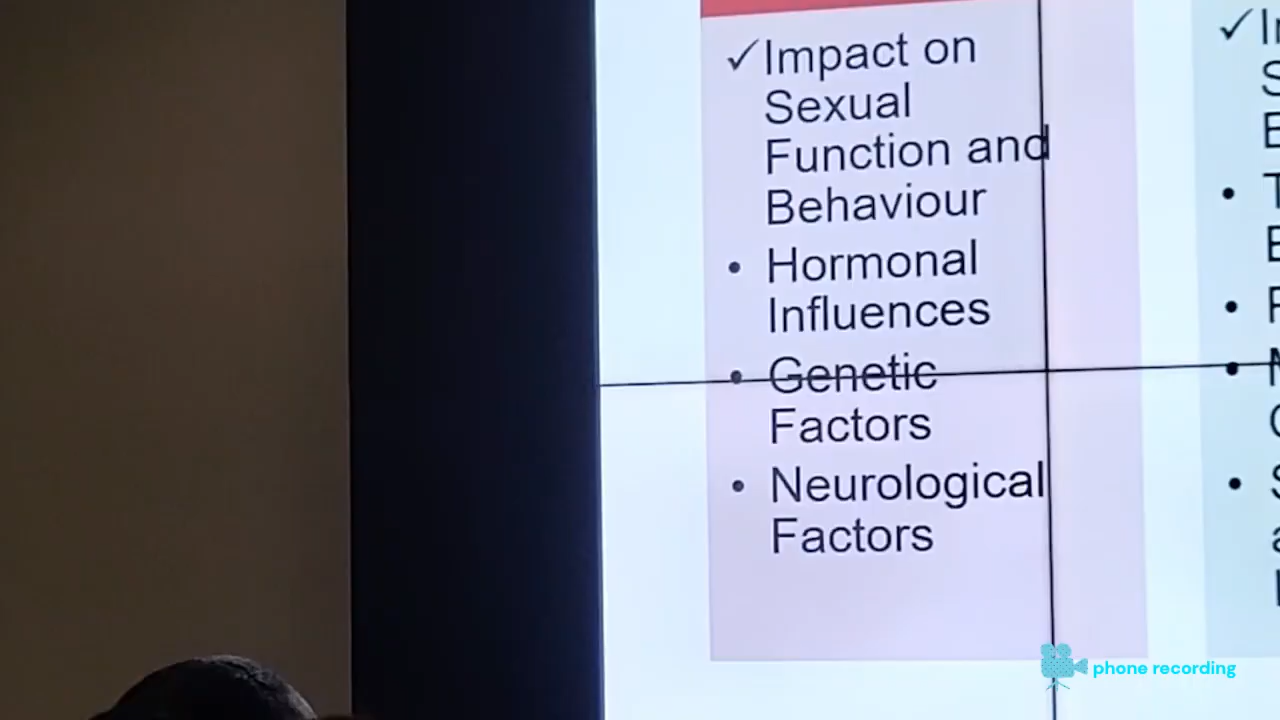 ✓Impact on
Sexual
Function and
Behaviour
• Hormonal
Influences
• Genetic
Factors
• Neurological
Factors
phone recording